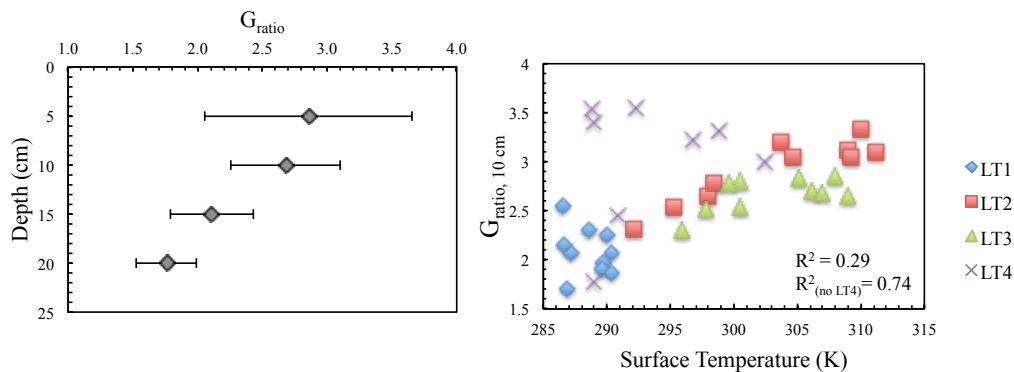 G_ratio
1.0 1.5 2.0 2.5 3.0 3.5 4.0
Depth (cm)
0
5
10
15
20
25
G_ratio, 10 cm
4
3.5
3
2.5
2
1.5
285 290 295 300 305 310 315
Surface Temperature (K)
R² = 0.29
R²(no LT4)= 0.74
LT1
LT2
LT3
LT4